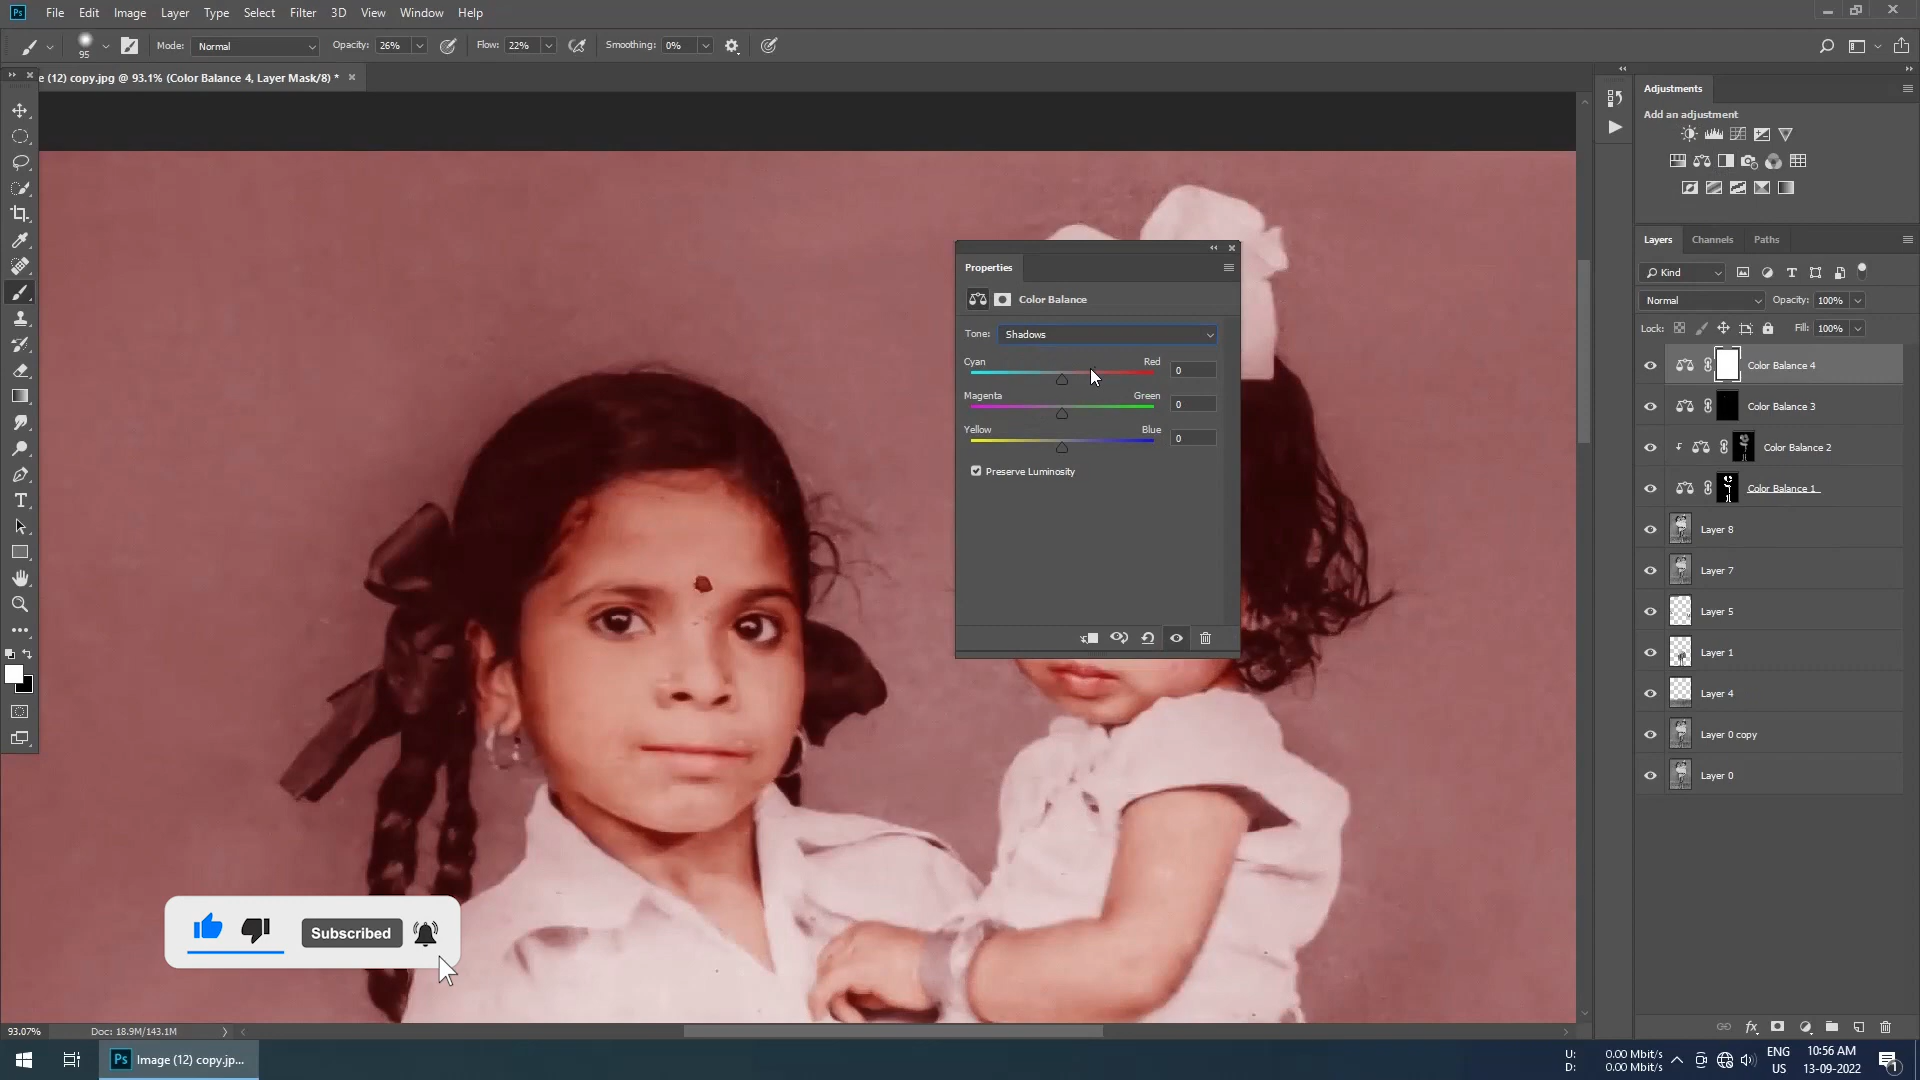 Ps File Edit Image Layer Type Select Filter 3D View Window Help
95 Mode: Normal Opacity: 26% Flow: 22% Smoothing: 0%
e (12) copy.jpg @ 93.1% (Color Balance 4, Layer Mask/8) *
Adjustments
Add an adjustment
Layers Channels Paths
Kind
Normal Opacity: 100%
Lock: Fill: 100%
Color Balance 4
Color Balance 3
Color Balance 2
Color Balance 1
Layer 8
Layer 7
Layer 5
Layer 1
Layer 4
Layer 0 copy
Layer 0
Properties
Color Balance
Tone: Shadows
Cyan Red 0
Magenta Green 0
Yellow Blue 0
Preserve Luminosity
Subscribed
93.07% Doc: 18.9M/143.1M
Ps Image (12) copy.jp...
U: 0.00 Mbit/s
D: 0.00 Mbit/s
ENG
US
10:56 AM
13-09-2022
1